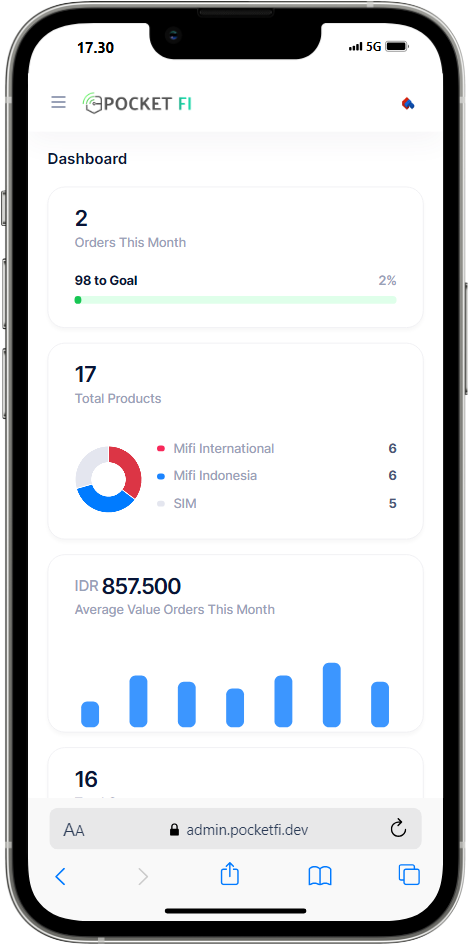 17.30
5G
POCKET FI
Dashboard
2
Orders This Month
98 to Goal 2%
17
Total Products
Mifi International 6
Mifi Indonesia 6
SIM 5
IDR 857.500
Average Value Orders This Month
16
AA admin.pocketfi.dev